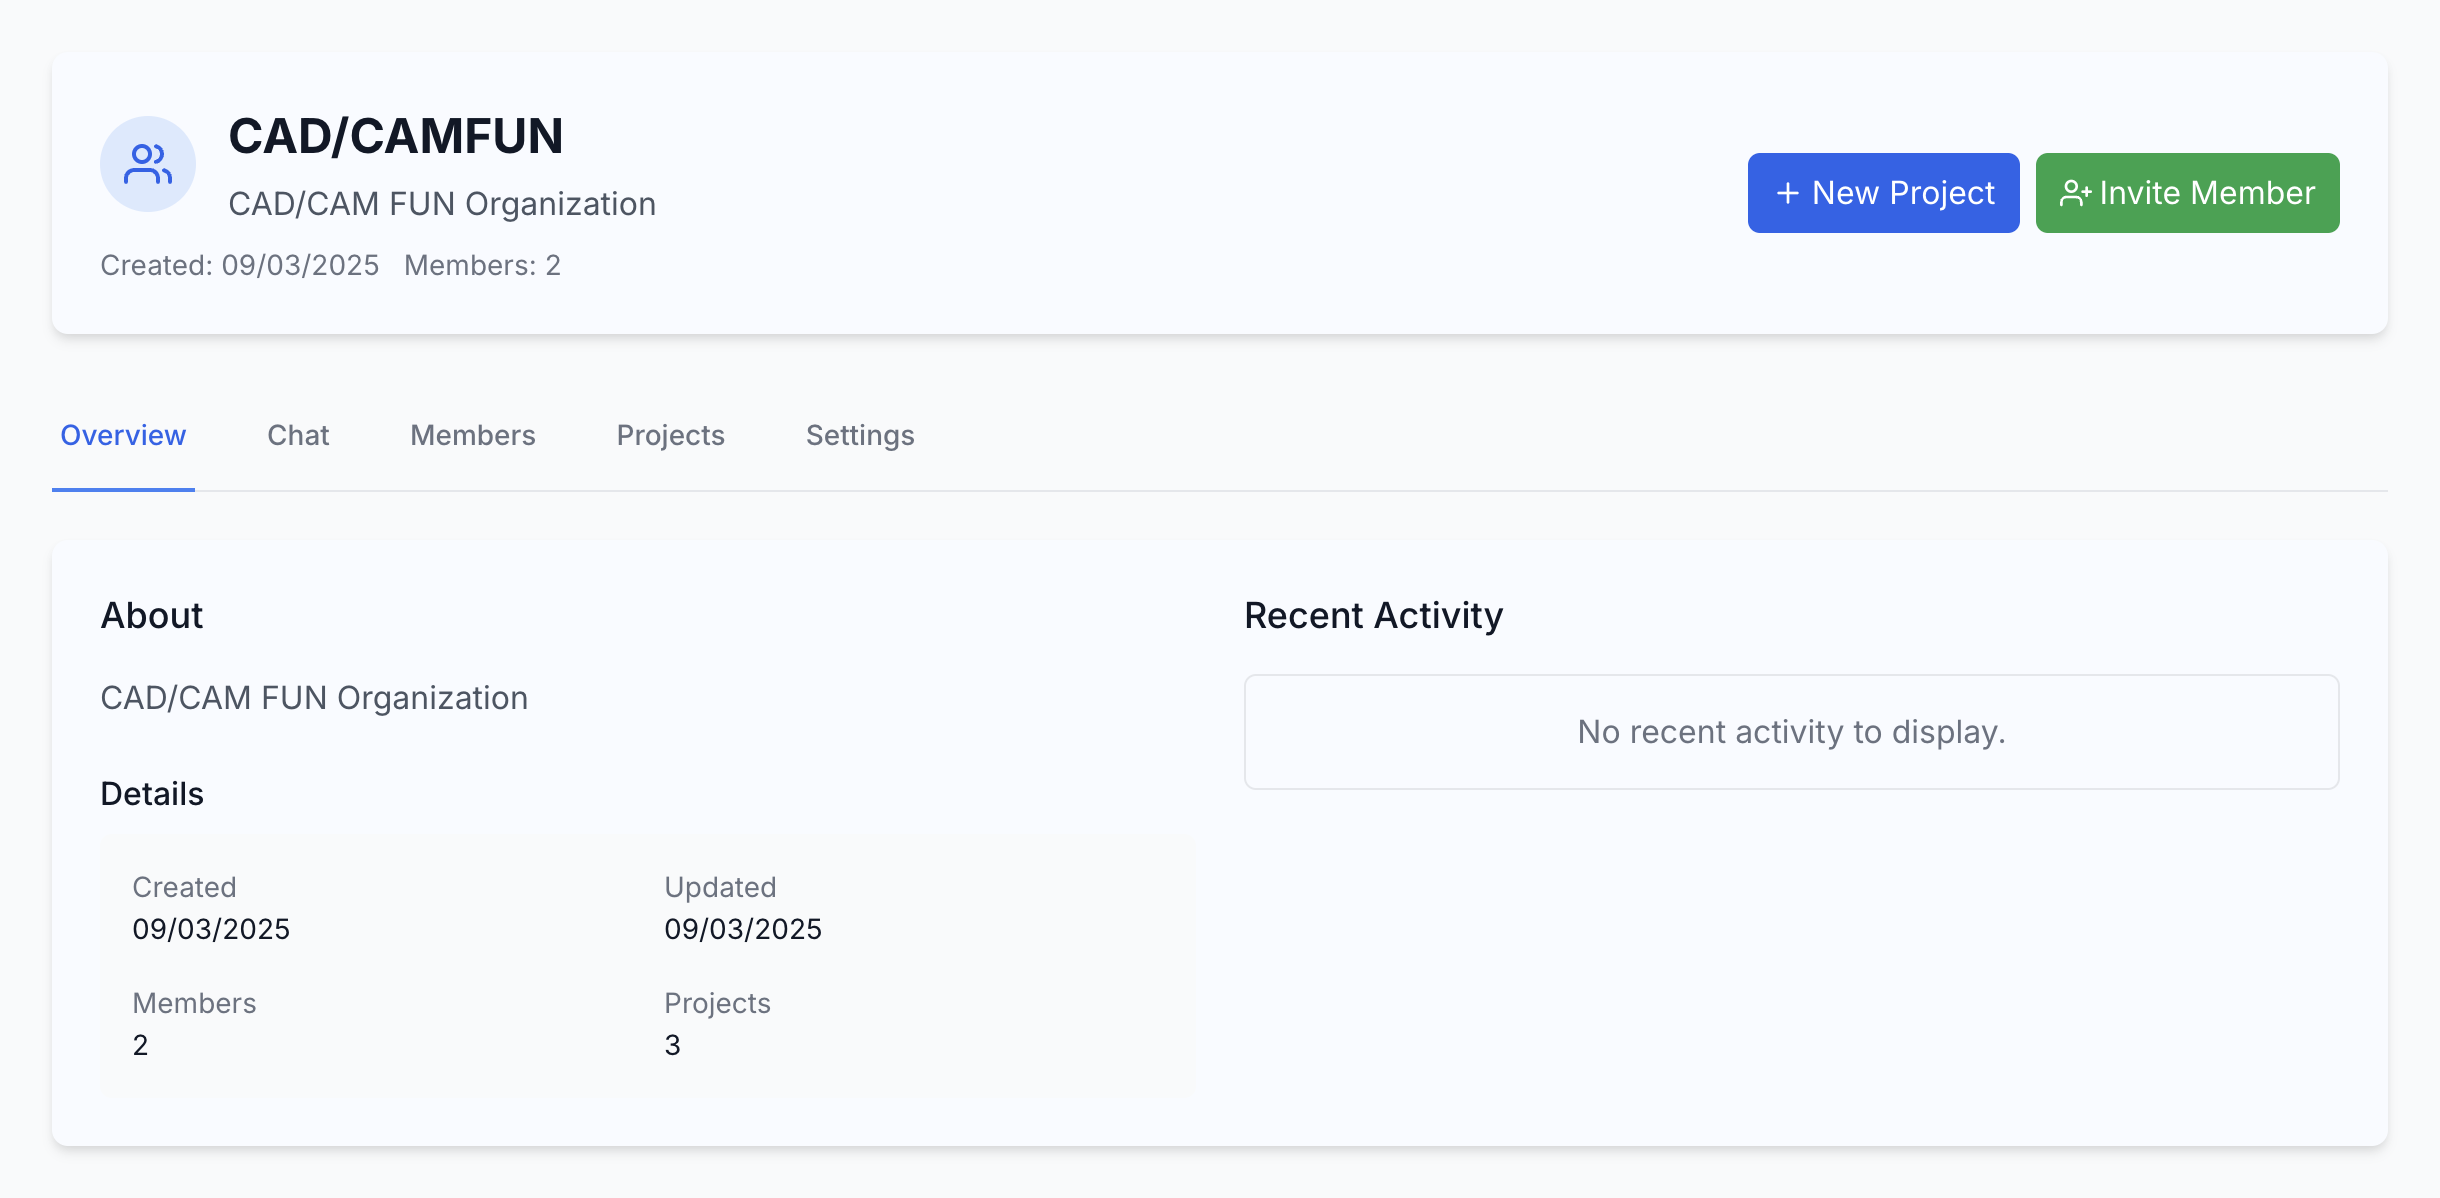 CAD/CAMFUN
CAD/CAM FUN Organization
Created: 09/03/2025 Members: 2
New Project
Invite Member
Overview Chat Members Projects Settings
About
CAD/CAM FUN Organization
Details
Created
09/03/2025
Updated
09/03/2025
Members
2
Projects
3
Recent Activity
No recent activity to display.